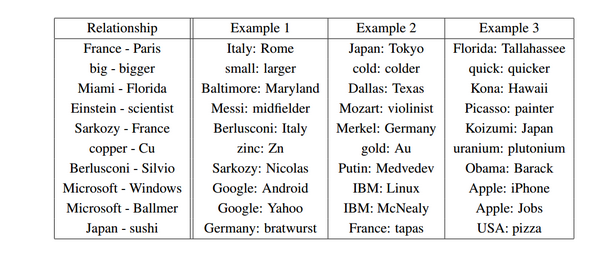 Relationship Example 1 Example 2 Example 3
France - Paris Italy: Rome Japan: Tokyo Florida: Tallahassee
big - bigger small: larger cold: colder quick: quicker
Miami - Florida Baltimore: Maryland Dallas: Texas Kona: Hawaii
Einstein - scientist Messi: midfielder Mozart: violinist Picasso: painter
Sarkozy - France Berlusconi: Italy Merkel: Germany Koizumi: Japan
copper - Cu zinc: Zn gold: Au uranium: plutonium
Berlusconi - Silvio Sarkozy: Nicolas Putin: Medvedev Obama: Barack
Microsoft - Windows Google: Android IBM: Linux Apple: iPhone
Microsoft - Ballmer Google: Yahoo IBM: McNealy Apple: Jobs
Japan - sushi Germany: bratwurst France: tapas USA: pizza